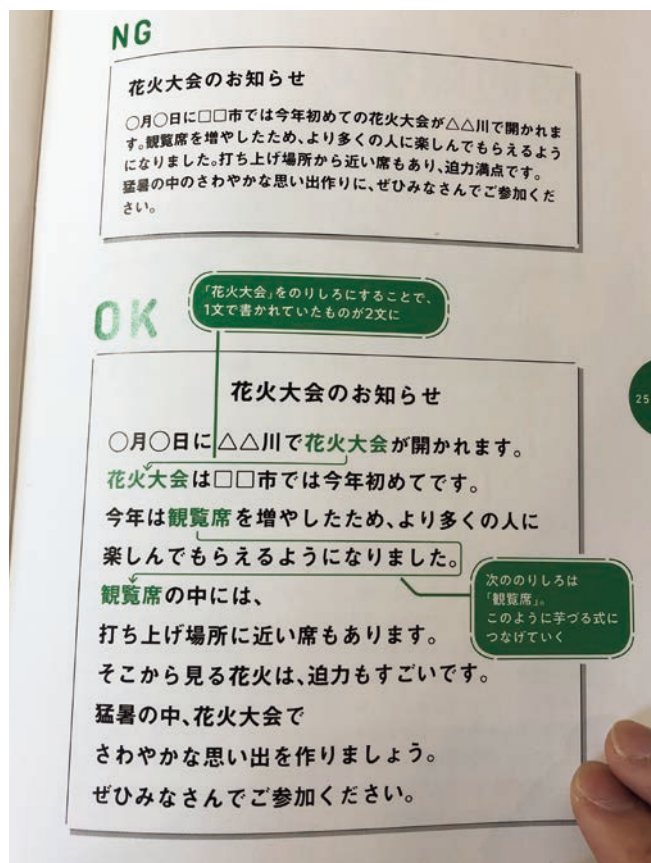 NG
花火大会のお知らせ
○月○日に□□市では今年初めての花火大会が△△川で開かれま
す。観覧席を増やしたため、より多くの人に楽しんでもらえるよう
になりました。打ち上げ場所から近い席もあり、迫力満点です。
猛暑の中のさわやかな思い出作りに、ぜひみなさんでご参加くだ
さい。
OK
「花火大会」をのりしろにすることで、
1文で書かれていたものが2文に
花火大会のお知らせ
○月○日に△△川で花火大会が開かれます。
花火大会は□□市では今年初めてです。
今年は観覧席を増やしたため、より多くの人に
楽しんでもらえるようになりました。
観覧席の中には、
打ち上げ場所に近い席もあります。
そこから見る花火は、迫力もすごいです。
猛暑の中、花火大会で
さわやかな思い出を作りましょう。
ぜひみなさんでご参加ください。
次ののりしろは
「観覧席」。
このように芋づる式に
つなげていく
25